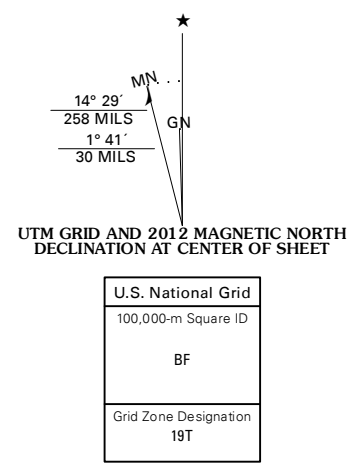 ★
MN
GN
14° 29´
258 MILS
1° 41´
30 MILS
UTM GRID AND 2012 MAGNETIC NORTH
DECLINATION AT CENTER OF SHEET
U.S. National Grid
100,000-m Square ID
BF
Grid Zone Designation
19T